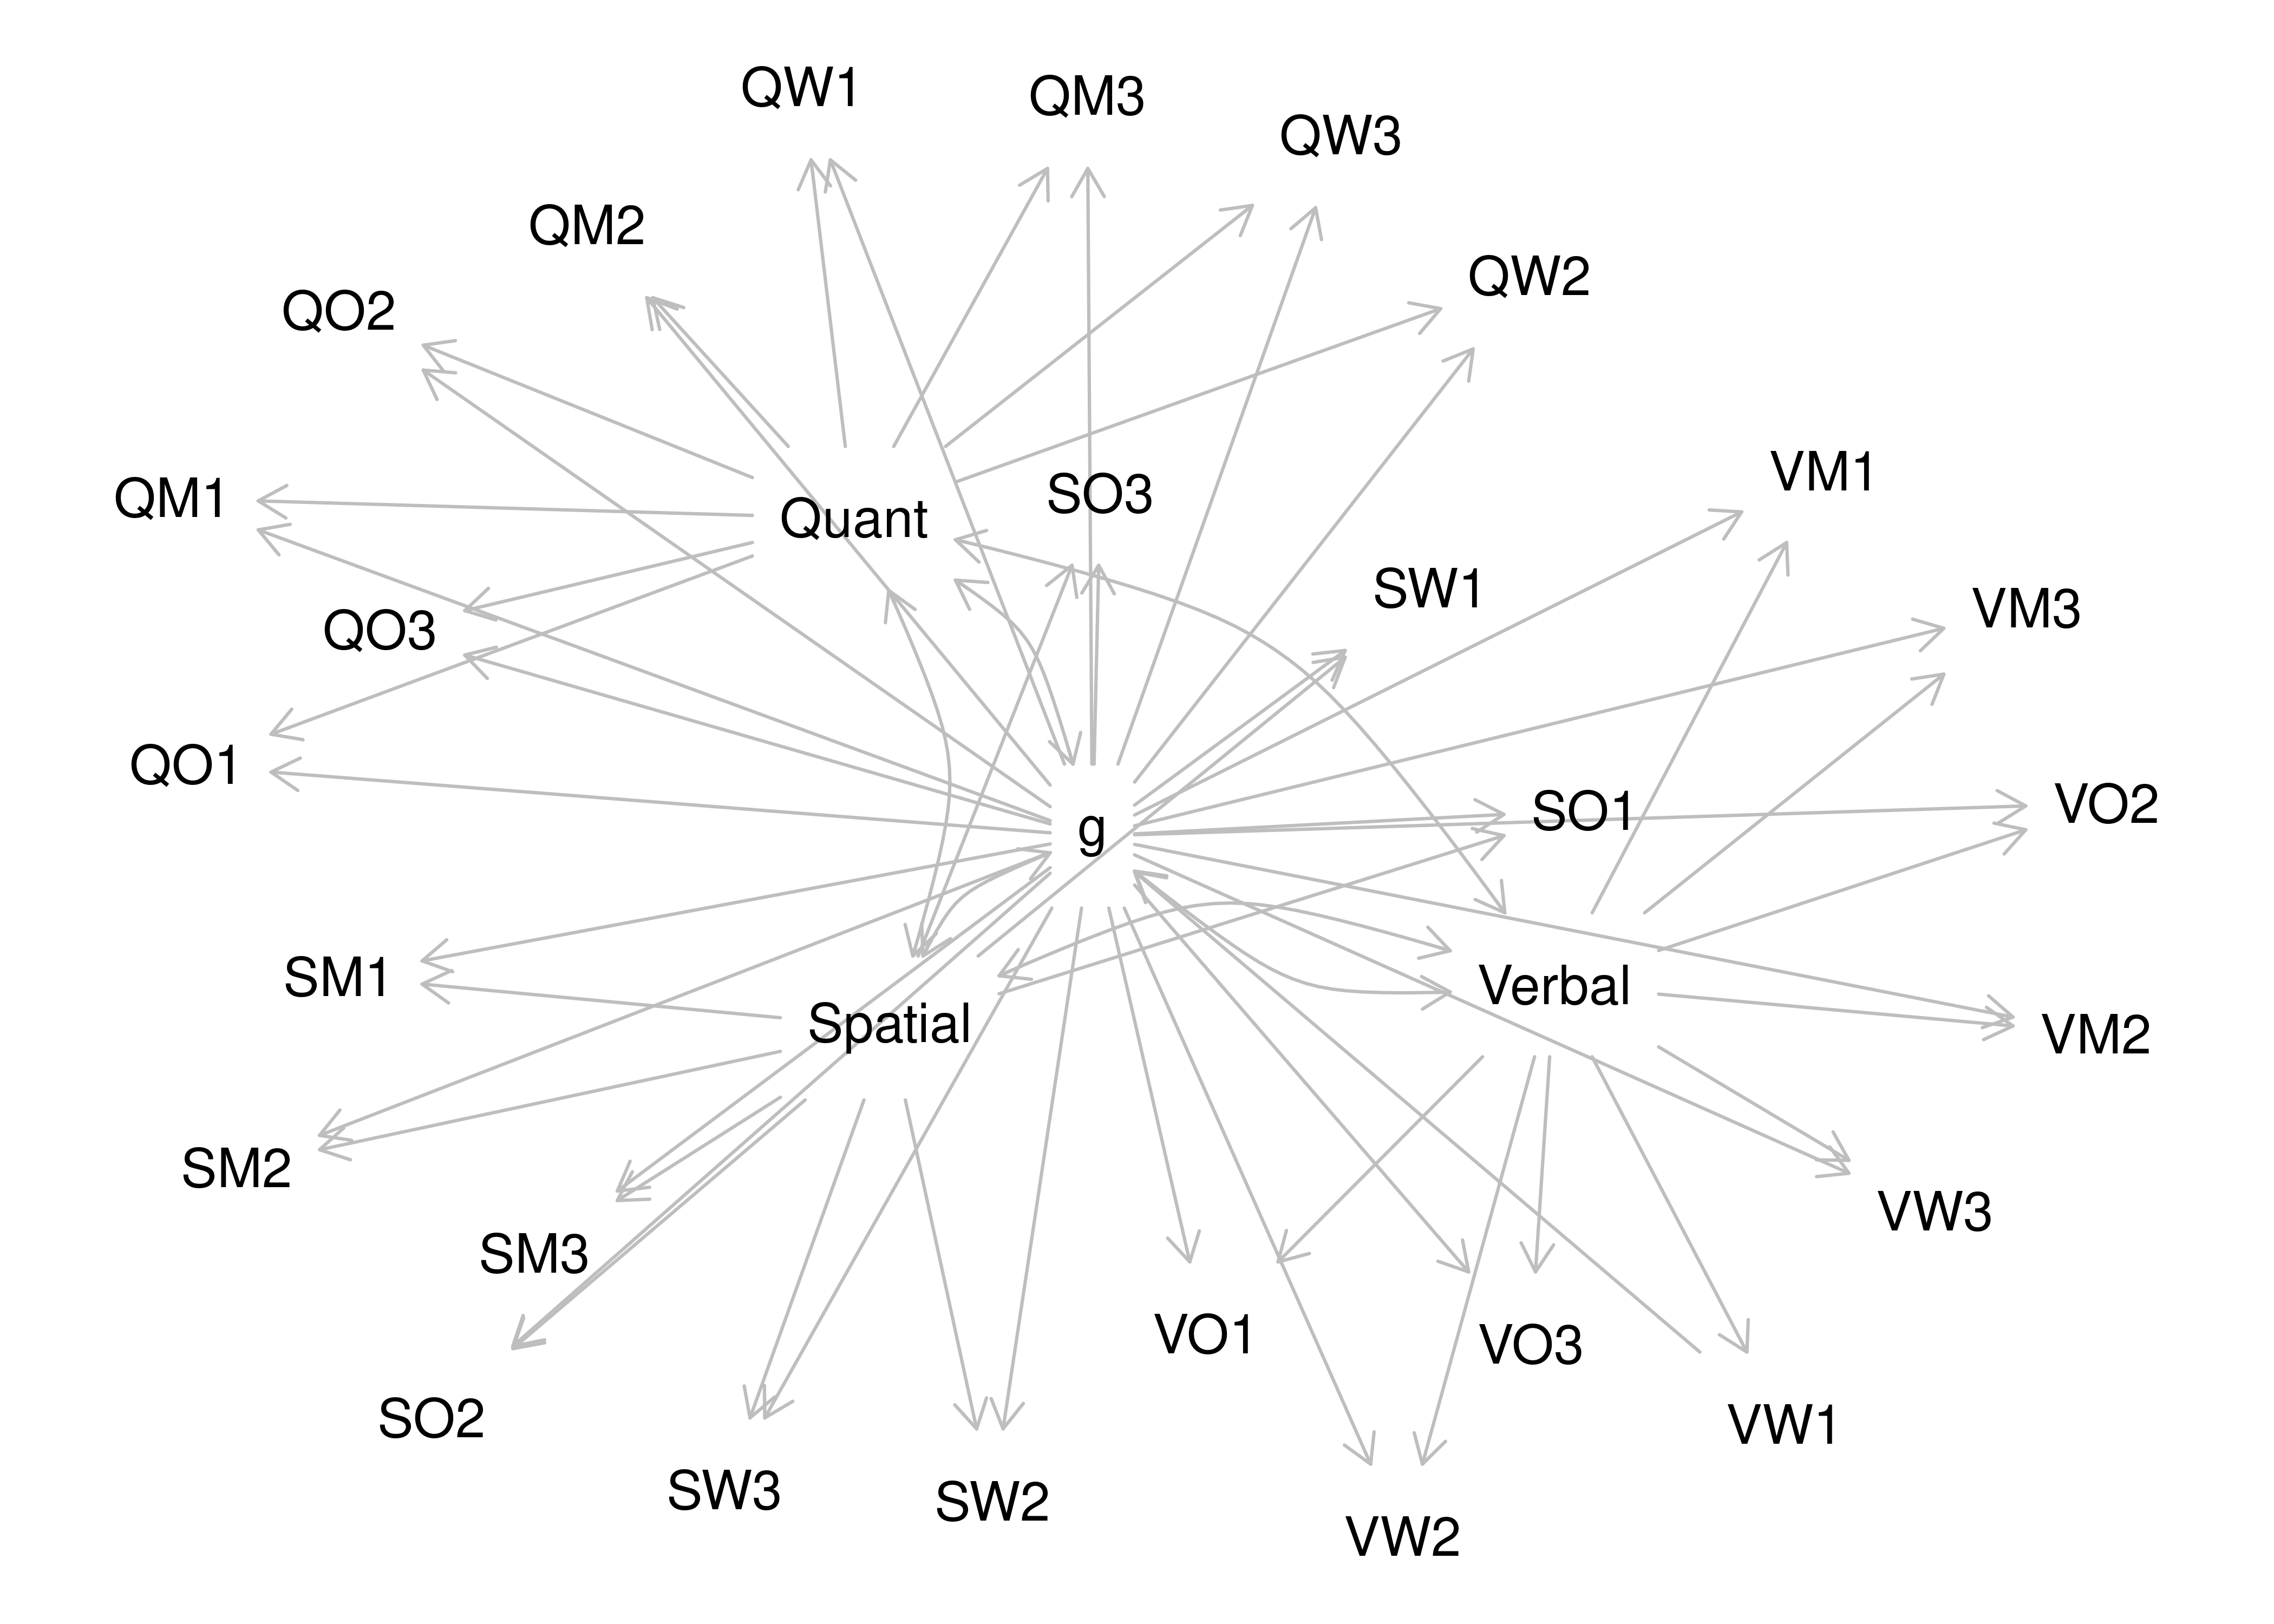 QW1
QM3
QW3
QM2
QW2
QO2
VM1
SO3
QM1
Quant
SW1
VM3
QO3
QO1
VO2
SO1
g
SM1
Verbal
Spatial
VM2
SM2
VW3
SM3
VO1
VO3
SO2
VW1
SW3
SW2
VW2